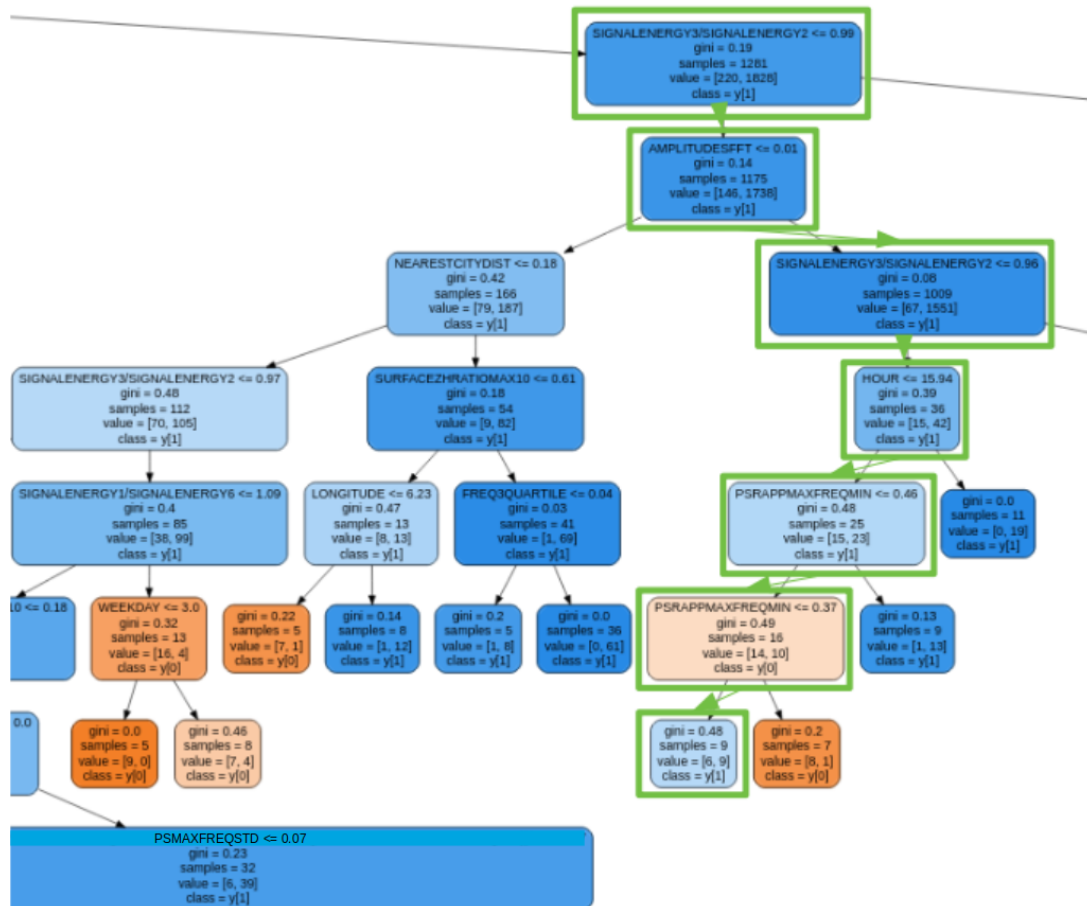 SIGNALENERGY3/SIGNALENERGY2 <= 0.99
gini = 0.19
samples = 1281
value = [220, 1828]
class = y[1]
AMPLITUDESFFT <= 0.01
gini = 0.14
samples = 1175
value = [146, 1738]
class = y[1]
NEARESTCITYDIST <= 0.18
gini = 0.42
samples = 166
value = [79, 187]
class = y[1]
SIGNALENERGY3/SIGNALENERGY2 <= 0.96
gini = 0.08
samples = 1009
value = [67, 1551]
class = y[1]
SIGNALENERGY3/SIGNALENERGY2 <= 0.97
gini = 0.48
samples = 112
value = [70, 105]
class = y[1]
SURFACEZHRATIOMAX10 <= 0.61
gini = 0.18
samples = 54
value = [9, 82]
class = y[1]
HOUR <= 15.94
gini = 0.39
samples = 36
value = [15, 42]
class = y[1]
SIGNALENERGY1/SIGNALENERGY6 <= 1.09
gini = 0.4
samples = 85
value = [38, 99]
class = y[1]
LONGITUDE <= 6.23
gini = 0.47
samples = 13
value = [8, 13]
class = y[1]
FREQ3QUARTILE <= 0.04
gini = 0.03
samples = 41
value = [1, 69]
class = y[1]
PSRAPPMAXFREQMIN <= 0.46
gini = 0.48
samples = 25
value = [15, 23]
class = y[1]
gini = 0.0
samples = 11
value = [0, 19]
class = y[1]
10 <= 0.18
WEEKDAY <= 3.0
gini = 0.32
samples = 13
value = [16, 4]
class = y[0]
gini = 0.22
samples = 5
value = [7, 1]
class = y[0]
gini = 0.14
samples = 8
value = [1, 12]
class = y[1]
gini = 0.2
samples = 5
value = [1, 8]
class = y[1]
gini = 0.0
samples = 36
value = [0, 61]
class = y[1]
PSRAPPMAXFREQMIN <= 0.37
gini = 0.49
samples = 16
value = [14, 10]
class = y[0]
gini = 0.13
samples = 9
value = [1, 13]
class = y[1]
0.0
gini = 0.0
samples = 5
value = [9, 0]
class = y[0]
gini = 0.46
samples = 8
value = [7, 4]
class = y[0]
gini = 0.48
samples = 9
value = [6, 9]
class = y[1]
gini = 0.2
samples = 7
value = [8, 1]
class = y[0]
PSMAXFREQSTD <= 0.07
gini = 0.23
samples = 32
value = [6, 39]
class = y[1]